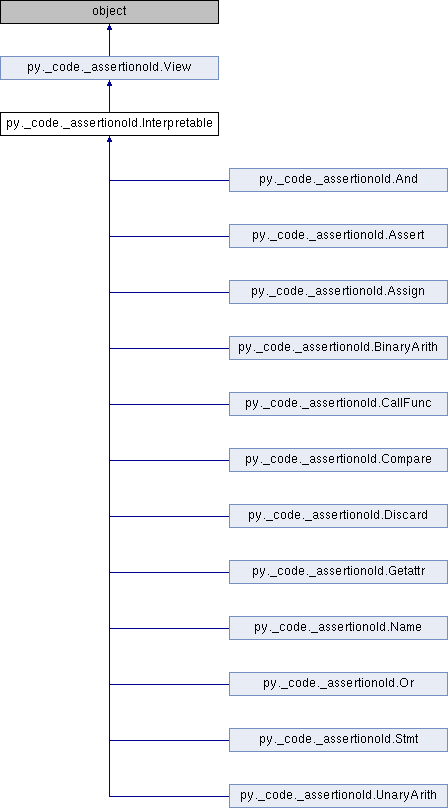 object
py._code._assertionold.View
py._code._assertionold.Interpretable
py._code._assertionold.And
py._code._assertionold.Assert
py._code._assertionold.Assign
py._code._assertionold.BinaryArith
py._code._assertionold.CallFunc
py._code._assertionold.Compare
py._code._assertionold.Discard
py._code._assertionold.Getattr
py._code._assertionold.Name
py._code._assertionold.Or
py._code._assertionold.Stmt
py._code._assertionold.UnaryArith